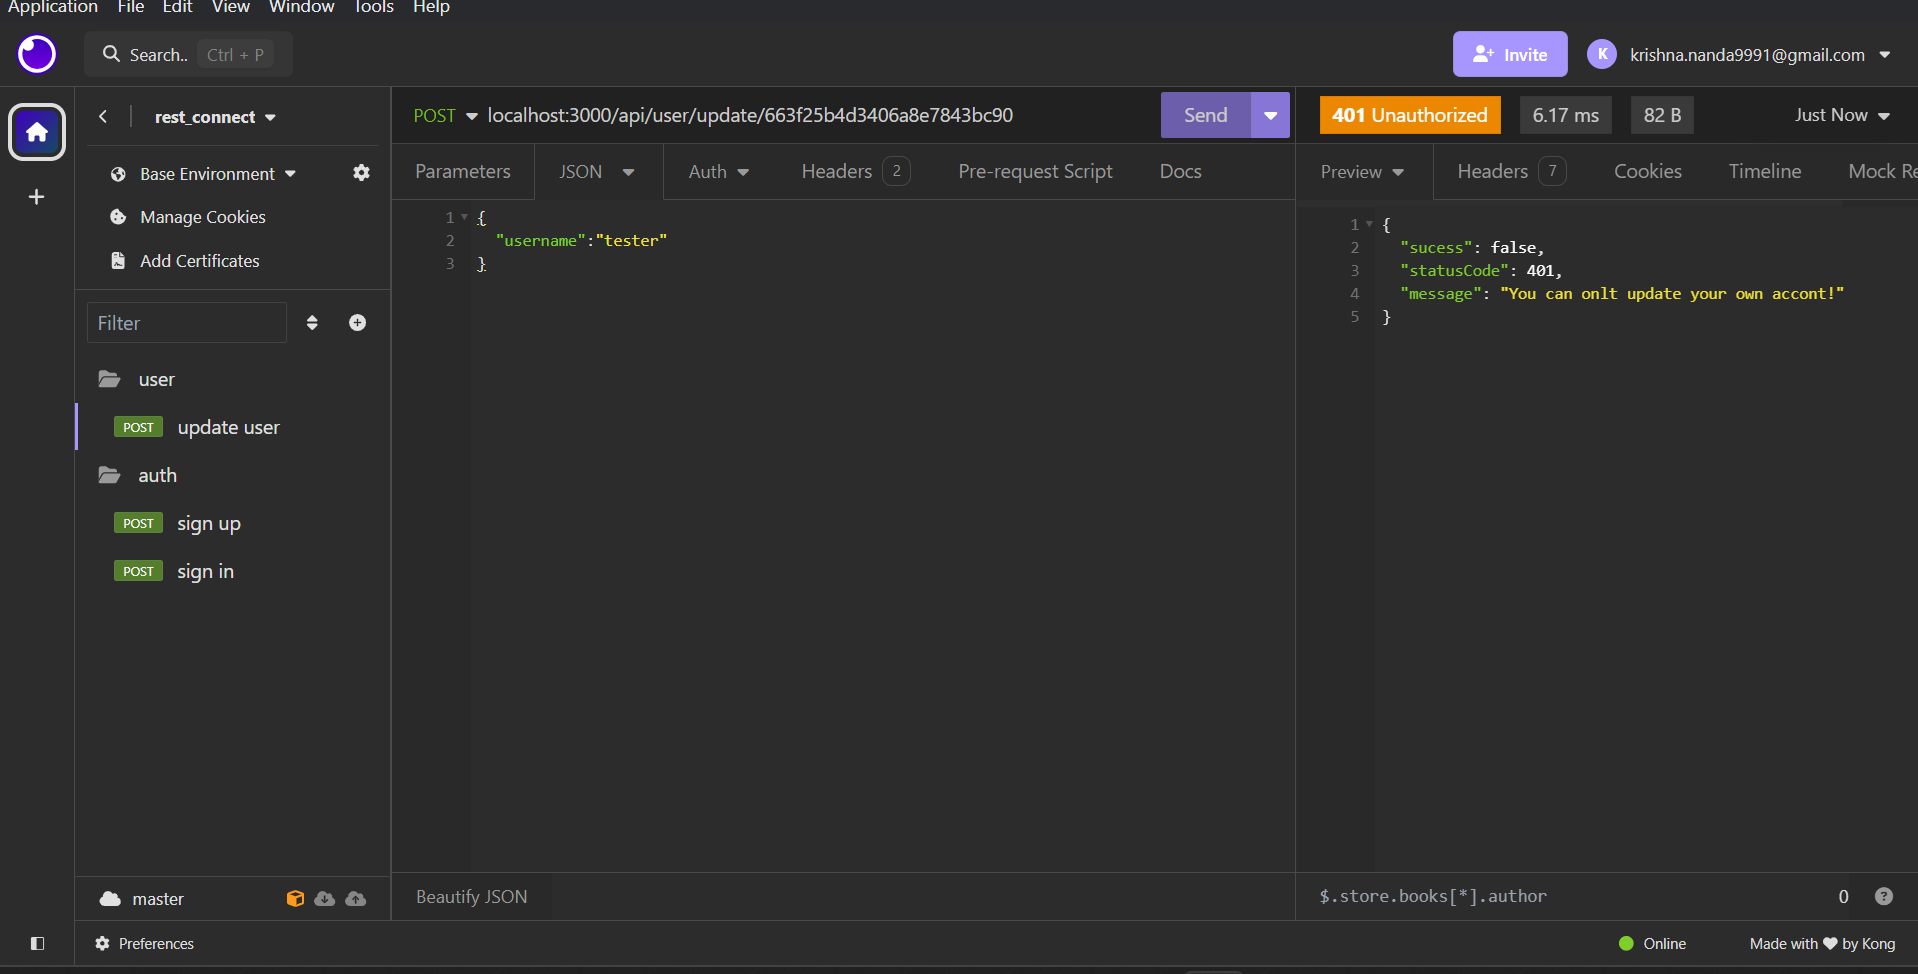 Application File Edit View Window Tools Help
Search.. Ctrl + P
Invite
K krishna.nanda9991@gmail.com
rest_connect
Base Environment
Manage Cookies
Add Certificates
Filter
user
POST update user
auth
POST sign up
POST sign in
master
Preferences
POST localhost:3000/api/user/update/663f25b4d3406a8e7843bc90 Send
Parameters JSON Auth Headers 2 Pre-request Script Docs
1 {
2 "username":"tester"
3 }
Beautify JSON
401 Unauthorized 6.17 ms 82 B Just Now
Preview Headers 7 Cookies Timeline Mock Re
1 {
2 "sucess": false,
3 "statusCode": 401,
4 "message": "You can onlt update your own accont!"
5 }
$.store.books[*].author 0 ?
Online Made with ❤ by Kong